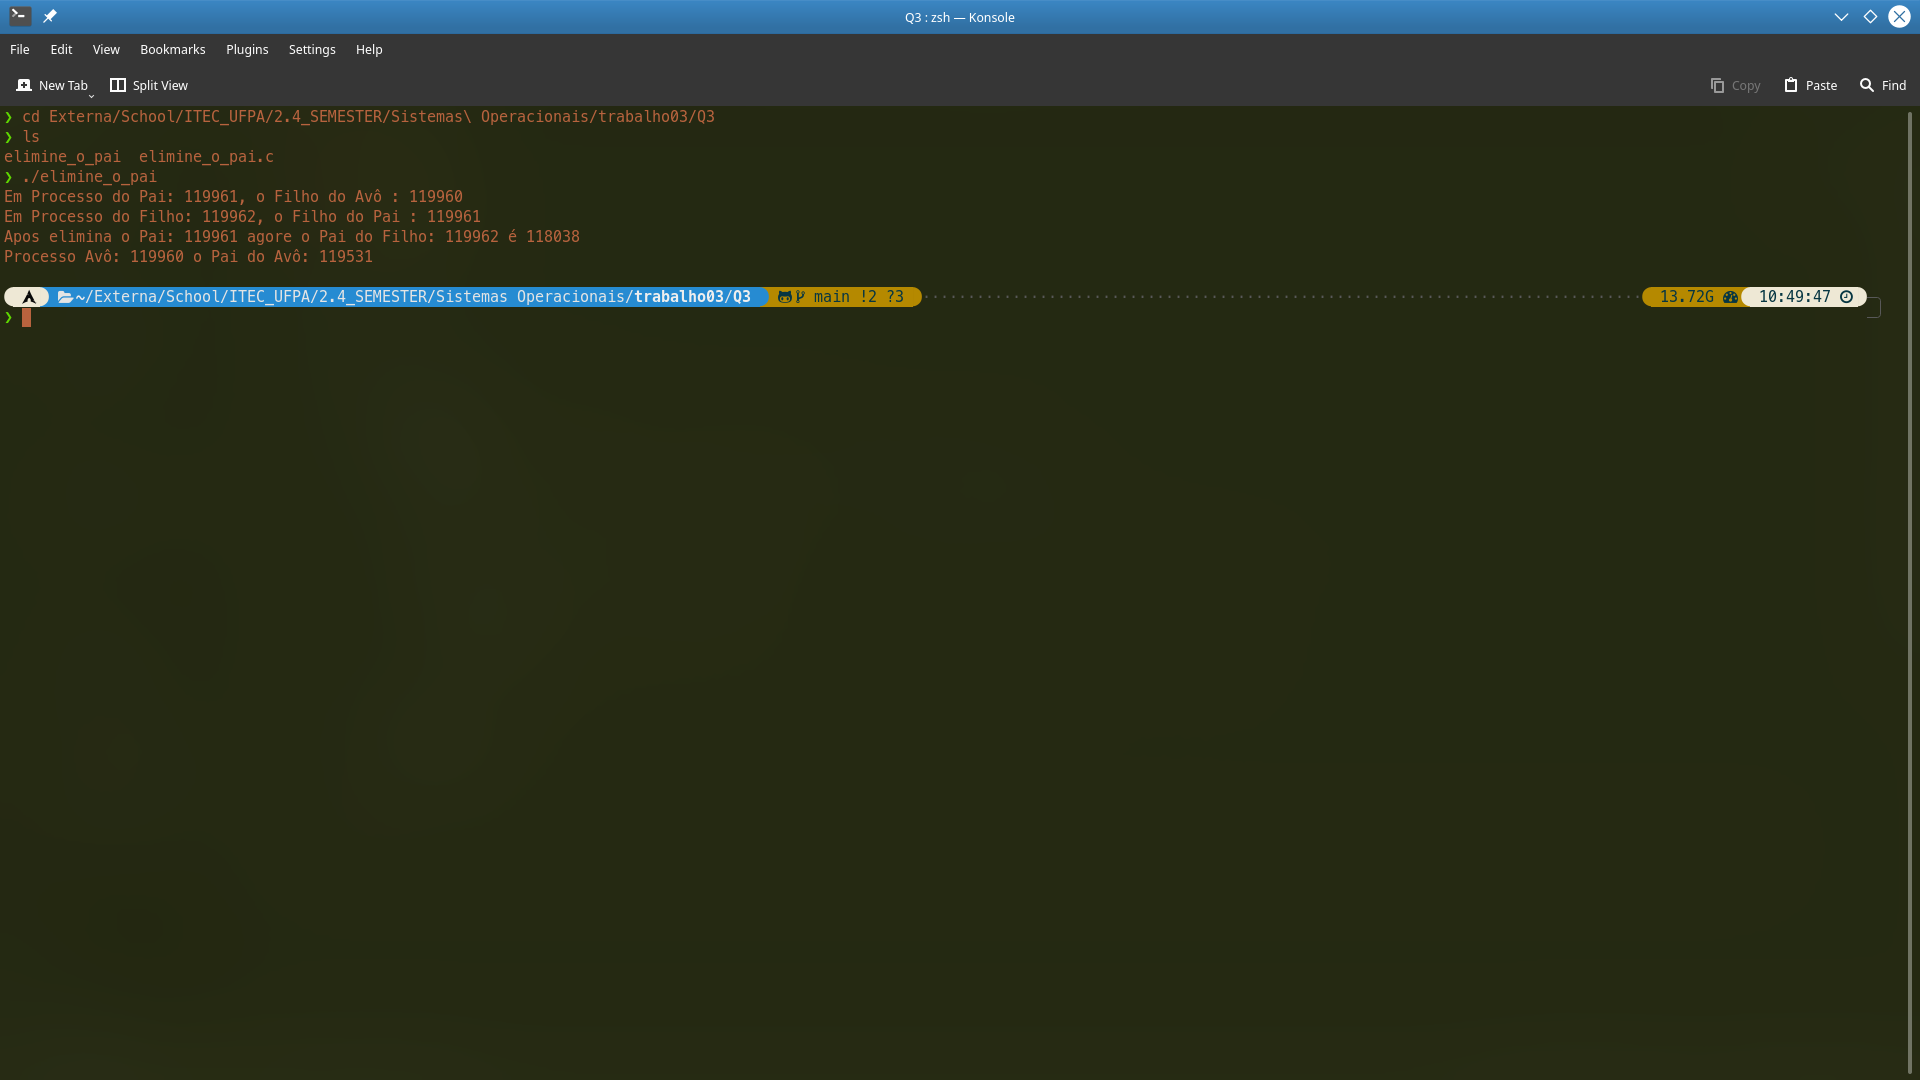 Q3 : zsh — Konsole
File Edit View Bookmarks Plugins Settings Help
New Tab Split View Copy Paste Find
❯ cd Externa/School/ITEC_UFPA/2.4_SEMESTER/Sistemas\ Operacionais/trabalho03/Q3
❯ ls
elimine_o_pai  elimine_o_pai.c
❯ ./elimine_o_pai
Em Processo do Pai: 119961, o Filho do Avô : 119960
Em Processo do Filho: 119962, o Filho do Pai : 119961
Apos elimina o Pai: 119961 agore o Pai do Filho: 119962 é 118038
Processo Avô: 119960 o Pai do Avô: 119531
~/Externa/School/ITEC_UFPA/2.4_SEMESTER/Sistemas Operacionais/trabalho03/Q3 main !2 ?3 13.72G 10:49:47
❯